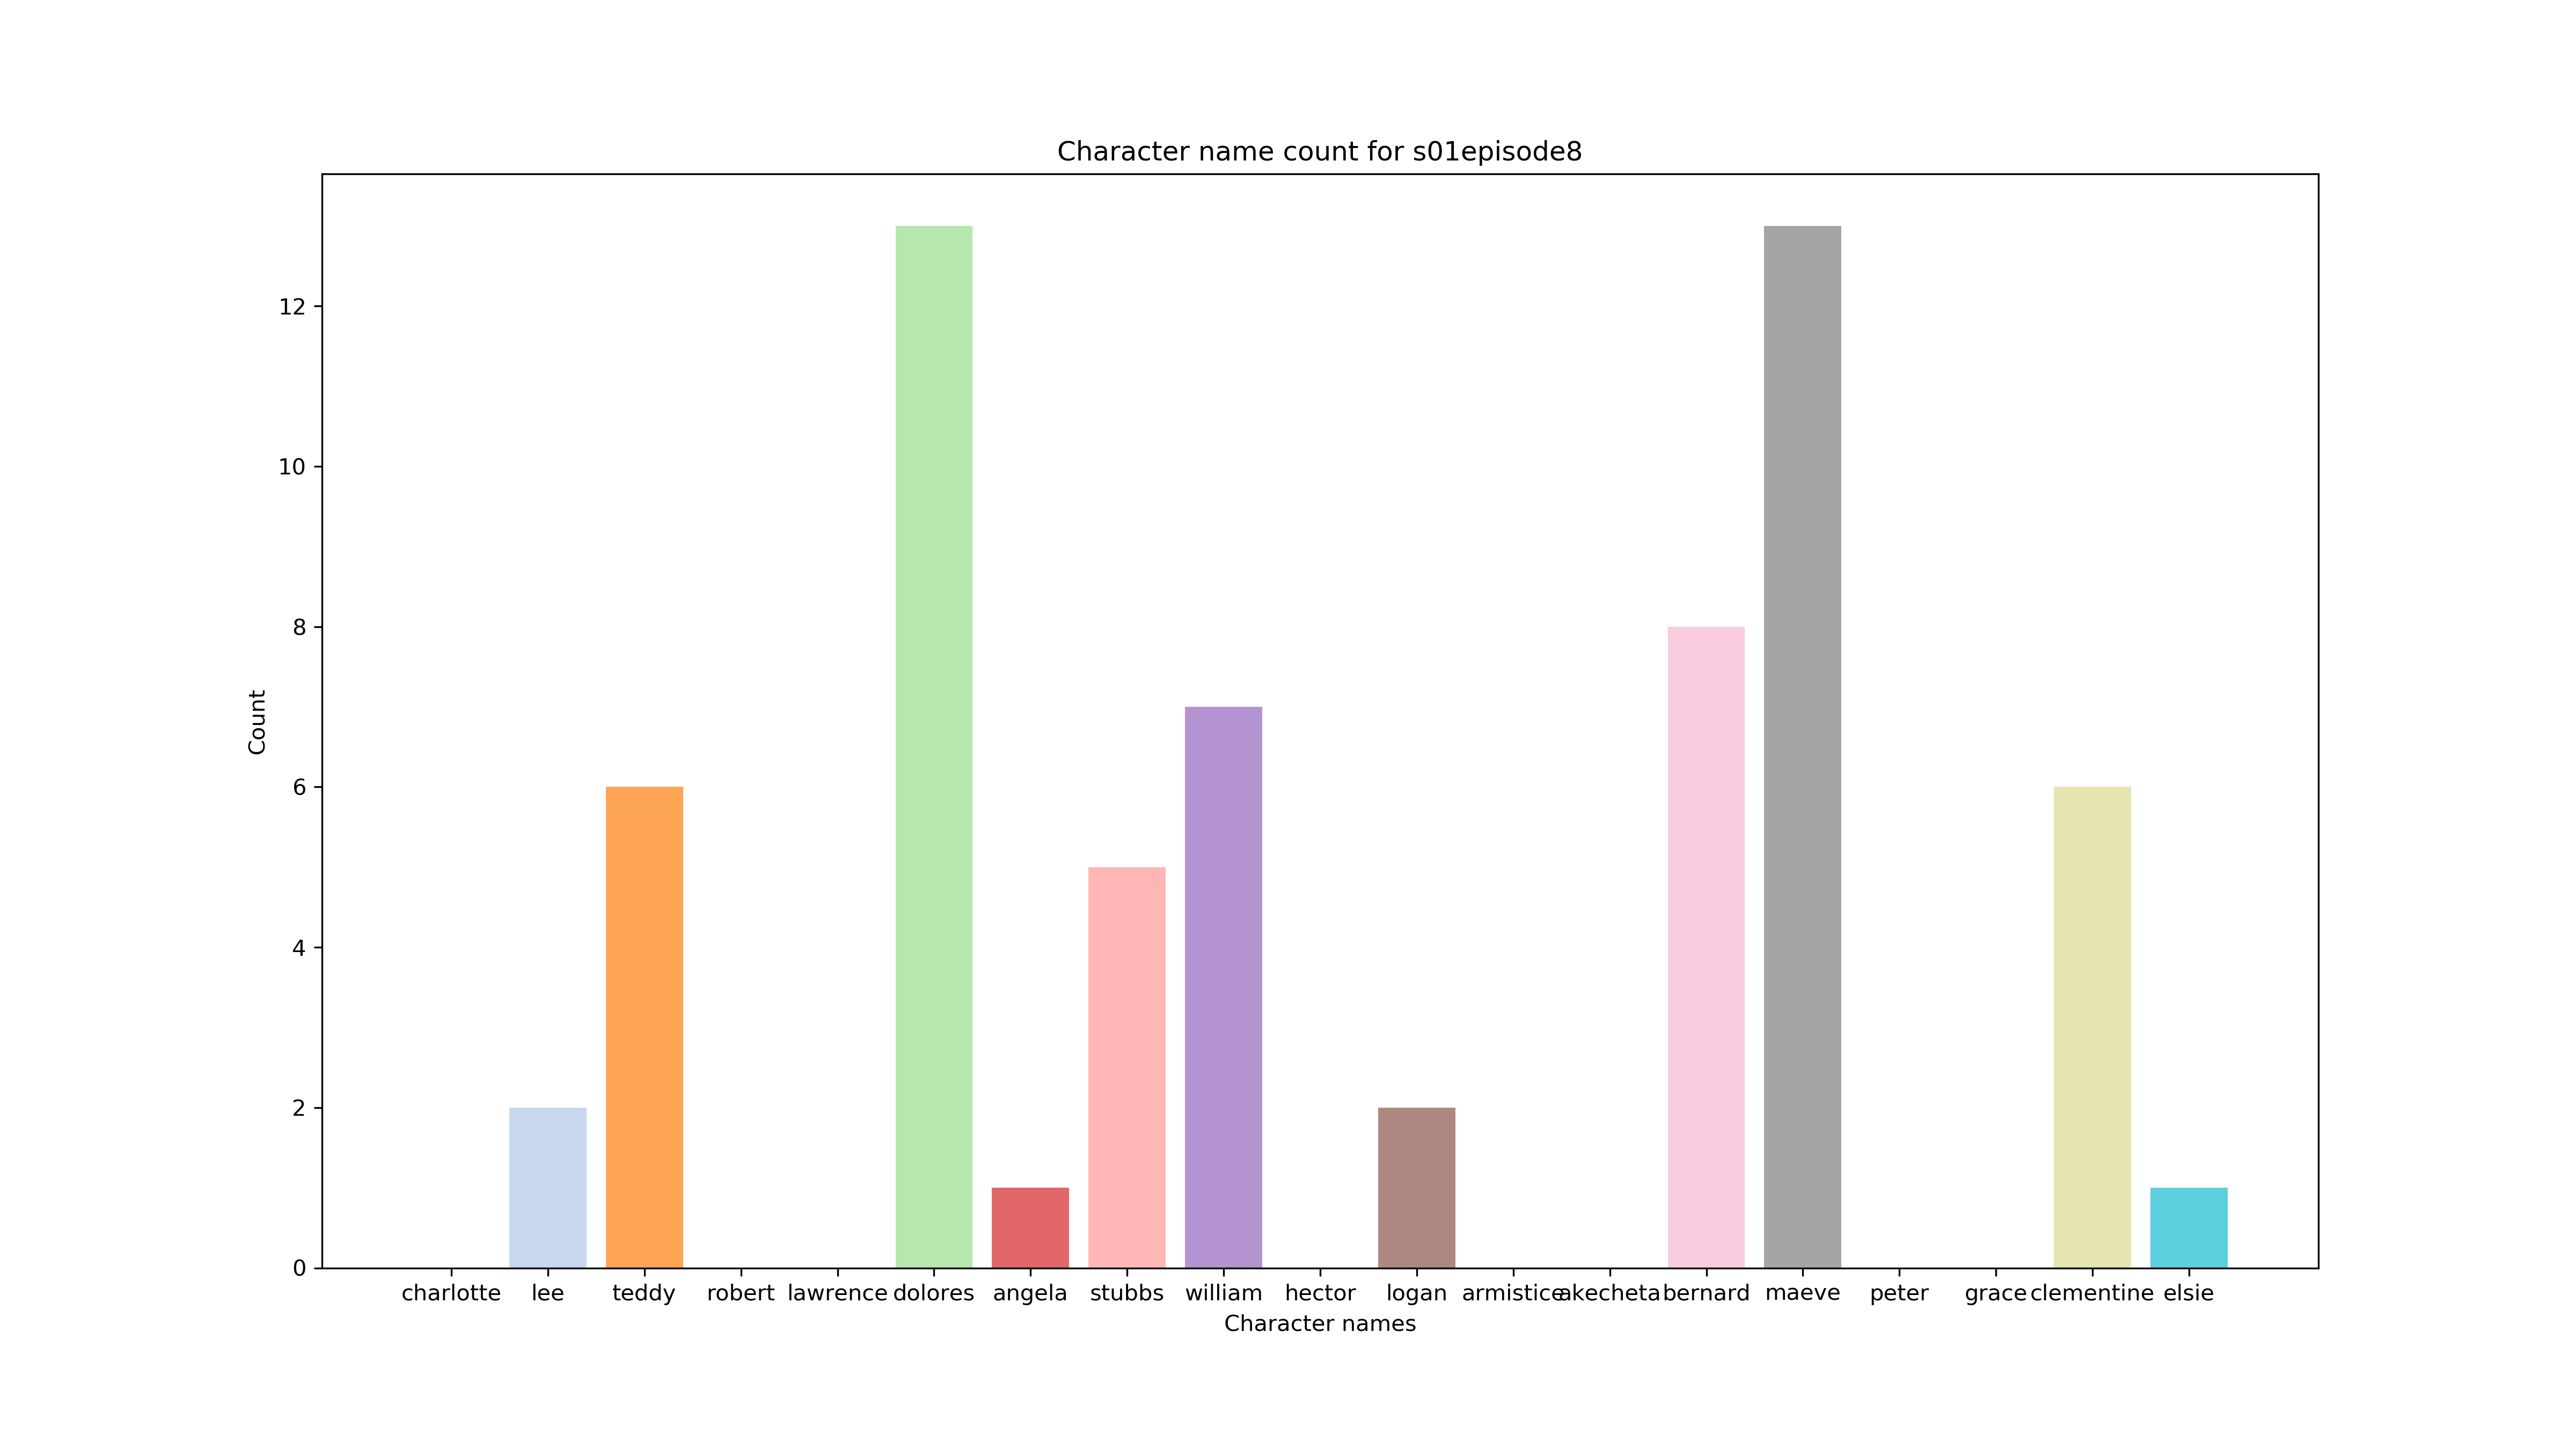 Character name count for s01episode8
12
10
8
6
4
2
0
Count
charlotte lee teddy robert lawrence dolores angela stubbs william hector logan armistice akecheta bernard maeve peter grace clementine elsie
Character names